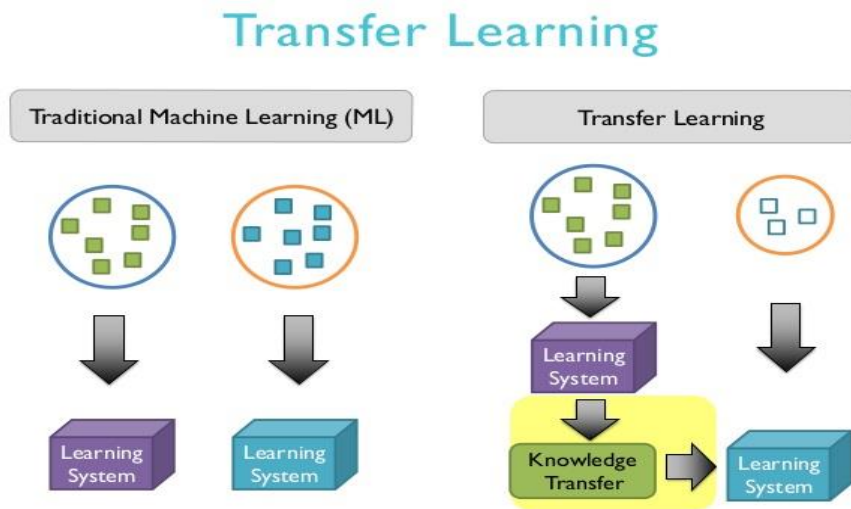 Transfer Learning
Traditional Machine Learning (ML)
Learning
System
Learning
System
Transfer Learning
Learning
System
Knowledge
Transfer
Learning
System